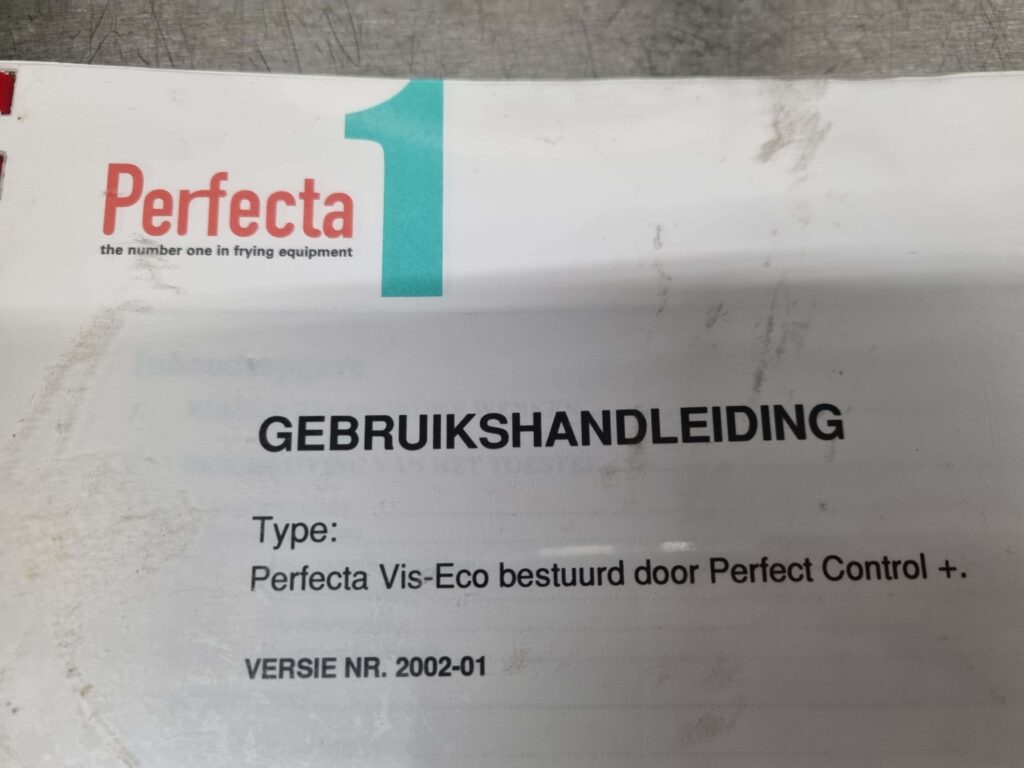 1
Perfecta
the number one in frying equipment
GEBRUIKSHANDLEIDING
Type:
Perfecta Vis-Eco bestuurd door Perfect Control +.
VERSIE NR. 2002-01